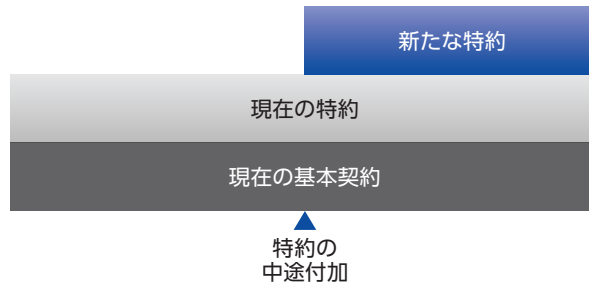 新たな特約
現在の特約
現在の基本契約
特約の
中途付加